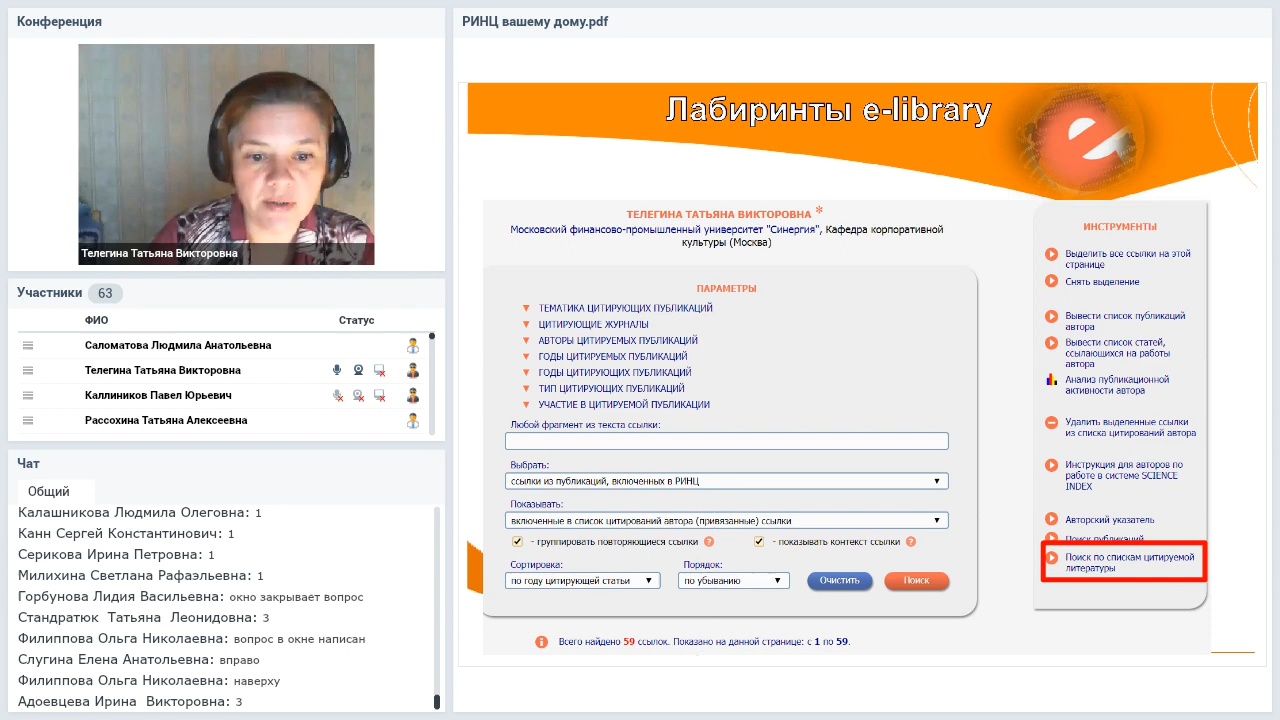 Конференция
Телегина Татьяна Викторовна
Участники 63
ФИО Статус
Саломатова Людмила Анатольевна
Телегина Татьяна Викторовна
Каллиников Павел Юрьевич
Рассохина Татьяна Алексеевна
Чат
Общий
Калашникова Людмила Олеговна: 1
Канн Сергей Константинович: 1
Серикова Ирина Петровна: 1
Милихина Светлана Рафаэльевна: 1
Горбунова Лидия Васильевна: окно закрывает вопрос
Стандратюк Татьяна Леонидовна: 3
Филиппова Ольга Николаевна: вопрос в окне написан
Слугина Елена Анатольевна: вправо
Филиппова Ольга Николаевна: наверху
Адоевцева Ирина Викторовна: 3
РИНЦ вашему дому.pdf
Лабиринты e-library
ТЕЛЕГИНА ТАТЬЯНА ВИКТОРОВНА *
Московский финансово-промышленный университет "Синергия", Кафедра корпоративной
культуры (Москва)
ПАРАМЕТРЫ
ТЕМАТИКА ЦИТИРУЮЩИХ ПУБЛИКАЦИЙ
ЦИТИРУЮЩИЕ ЖУРНАЛЫ
АВТОРЫ ЦИТИРУЕМЫХ ПУБЛИКАЦИЙ
ГОДЫ ЦИТИРУЕМЫХ ПУБЛИКАЦИЙ
ГОДЫ ЦИТИРУЮЩИХ ПУБЛИКАЦИЙ
ТИП ЦИТИРУЮЩИХ ПУБЛИКАЦИЙ
УЧАСТИЕ В ЦИТИРУЕМОЙ ПУБЛИКАЦИИ
Любой фрагмент из текста ссылки:
Выбрать:
ссылки из публикаций, включенных в РИНЦ
Показывать:
включенные в список цитирований автора (привязанные) ссылки
- группировать повторяющиеся ссылки ? - показывать контекст ссылки ?
Сортировка: Порядок:
по году цитирующей статьи по убыванию Очистить Поиск
Всего найдено 59 ссылок. Показано на данной странице: с 1 по 59.
ИНСТРУМЕНТЫ
Выделить все ссылки на этой
странице
Снять выделение
Вывести список публикаций
автора
Вывести список статей,
ссылающихся на работы
автора
Анализ публикационной
активности автора
Удалить выделенные ссылки
из списка цитирований автора
Инструкция для авторов по
работе в системе SCIENCE
INDEX
Авторский указатель
Поиск публикаций
Поиск по спискам цитируемой
литературы